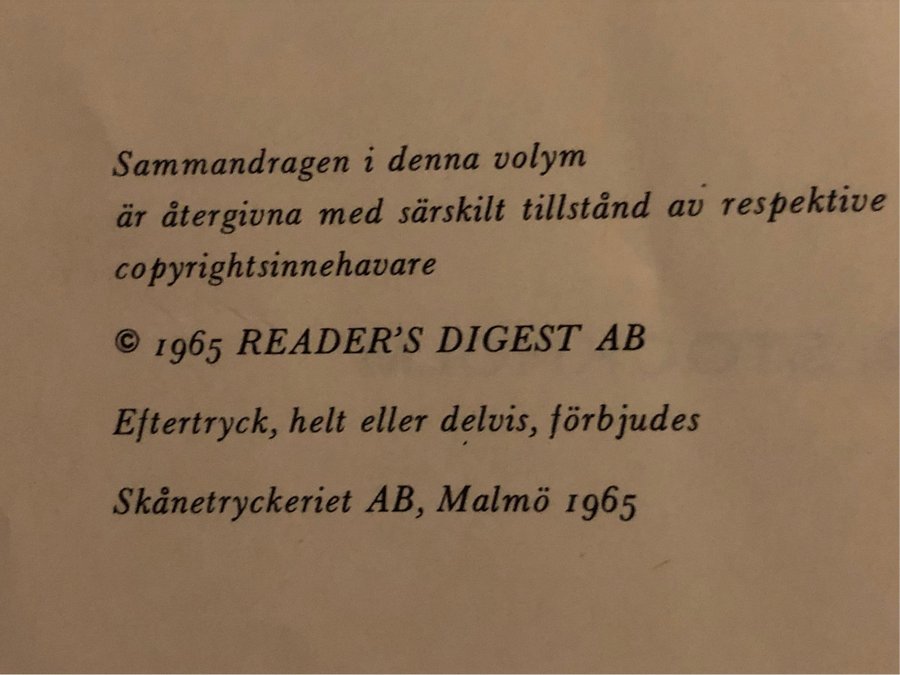 Sammandragen i denna volym
är återgivna med särskilt tillstånd av respektive
copyrightsinnehavare
© 1965 READER'S DIGEST AB
Eftertryck, helt eller delvis, förbjudes
Skånetryckeriet AB, Malmö 1965